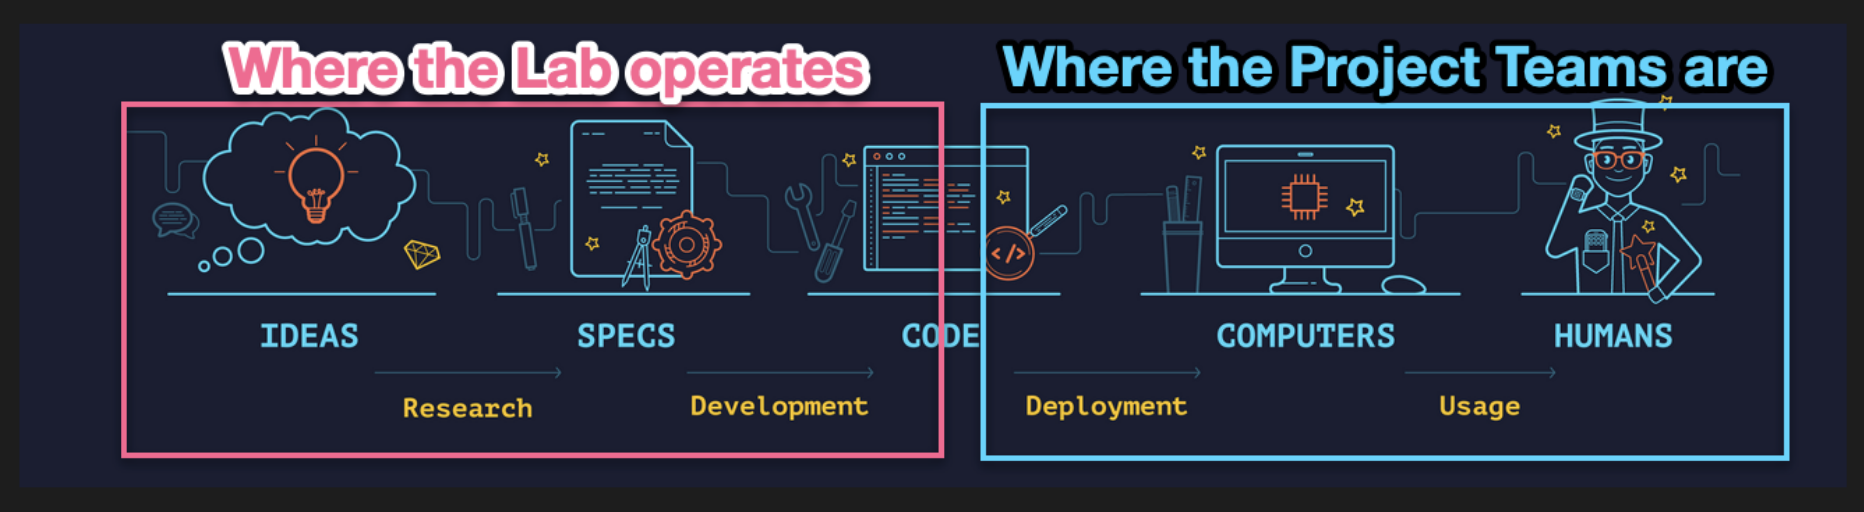 Where the Lab operates
Where the Project Teams are
</>
IDEAS
SPECS
CODE
COMPUTERS
HUMANS
Research
Development
Deployment
Usage